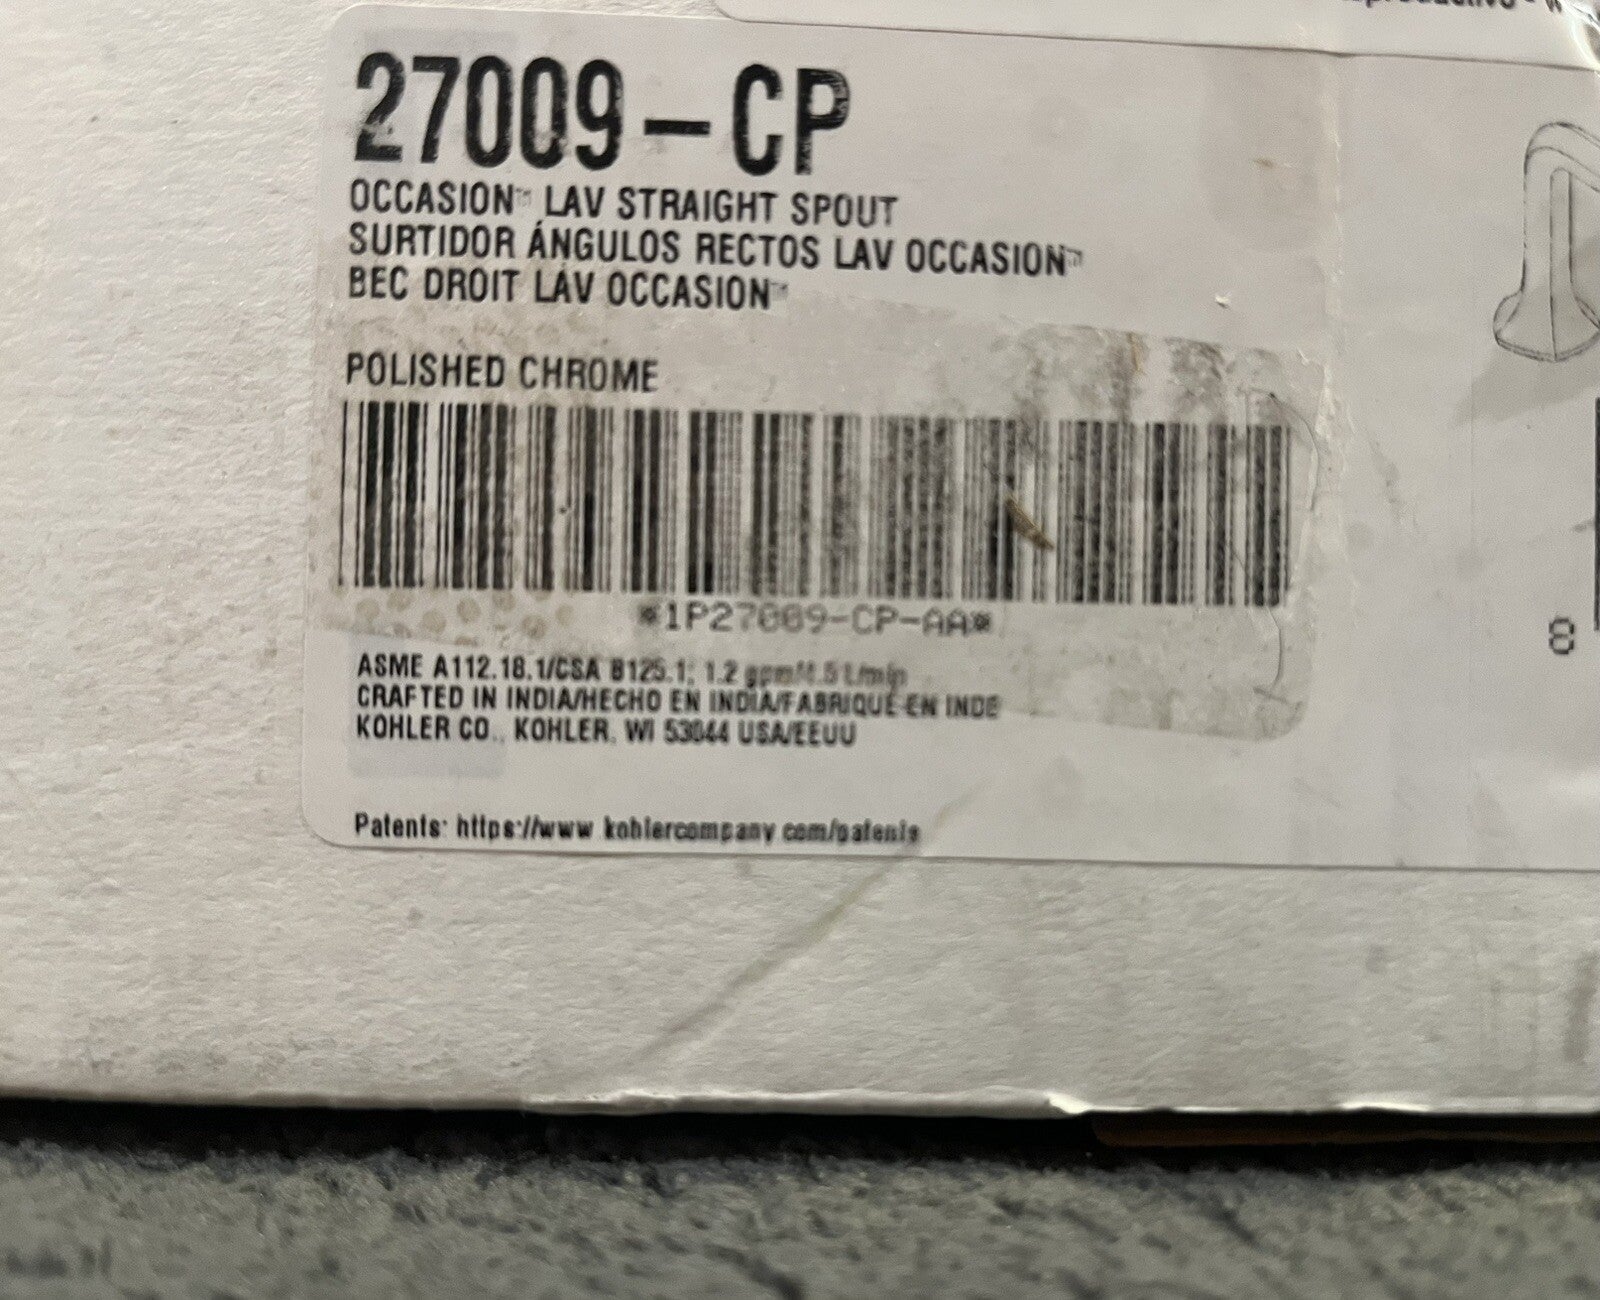 27009-CP
OCCASION™ LAV STRAIGHT SPOUT
SURTIDOR ÁNGULOS RECTOS LAV OCCASION™
BEC DROIT LAV OCCASION™
POLISHED CHROME
*1P27009-CP-AA*
ASME A112.18.1/CSA B125.1; 1.2 gpm/4.5 L/min
CRAFTED IN INDIA/HECHO EN INDIA/FABRIQUÉ EN INDE
KOHLER CO., KOHLER, WI 53044 USA/EEUU
Patents: https://www.kohlercompany.com/patents
8